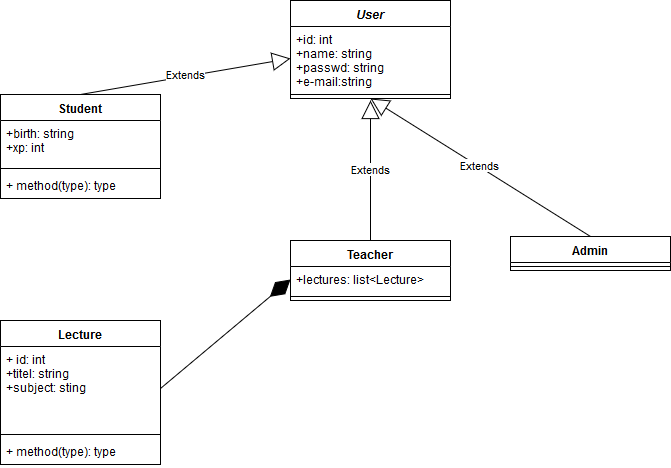 User
+id: int
+name: string
+passwd: string
+e-mail:string
Extends
Student
+birth: string
+xp: int
+ method(type): type
Extends
Extends
Teacher
+lectures: list<Lecture>
Admin
Lecture
+ id: int
+titel: string
+subject: sting
+ method(type): type